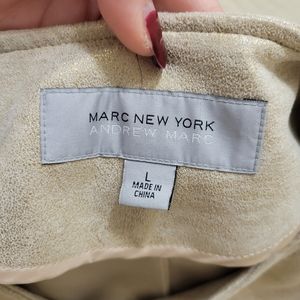 MARC NEW YORK
ANDREW MARC
L
MADE IN
CHINA